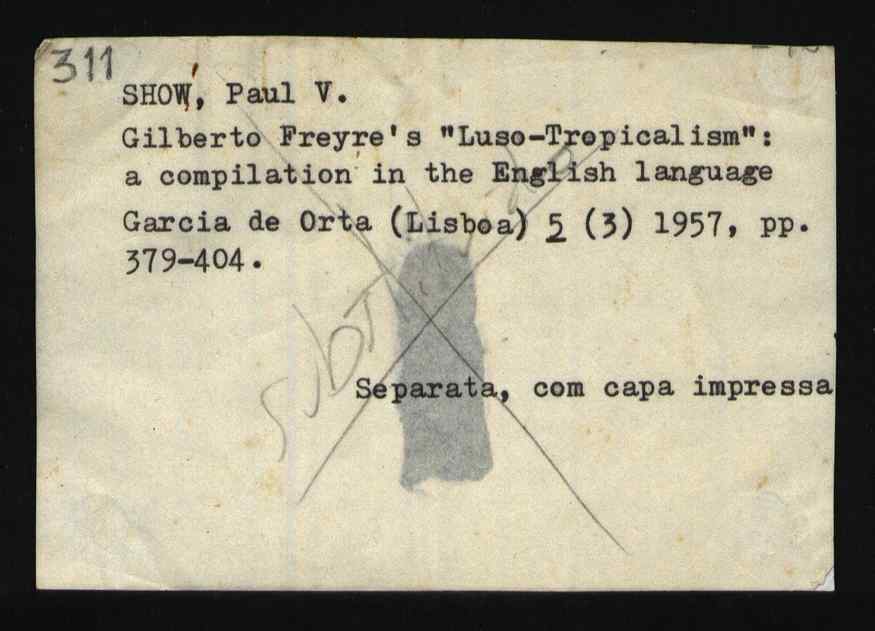 311
SHOW, Paul V.
Gilberto Freyre's "Luso-Tropicalism":
a compilation in the English language
Garcia de Orta (Lisboa) 5 (3) 1957, pp.
379-404.
Separata, com capa impressa